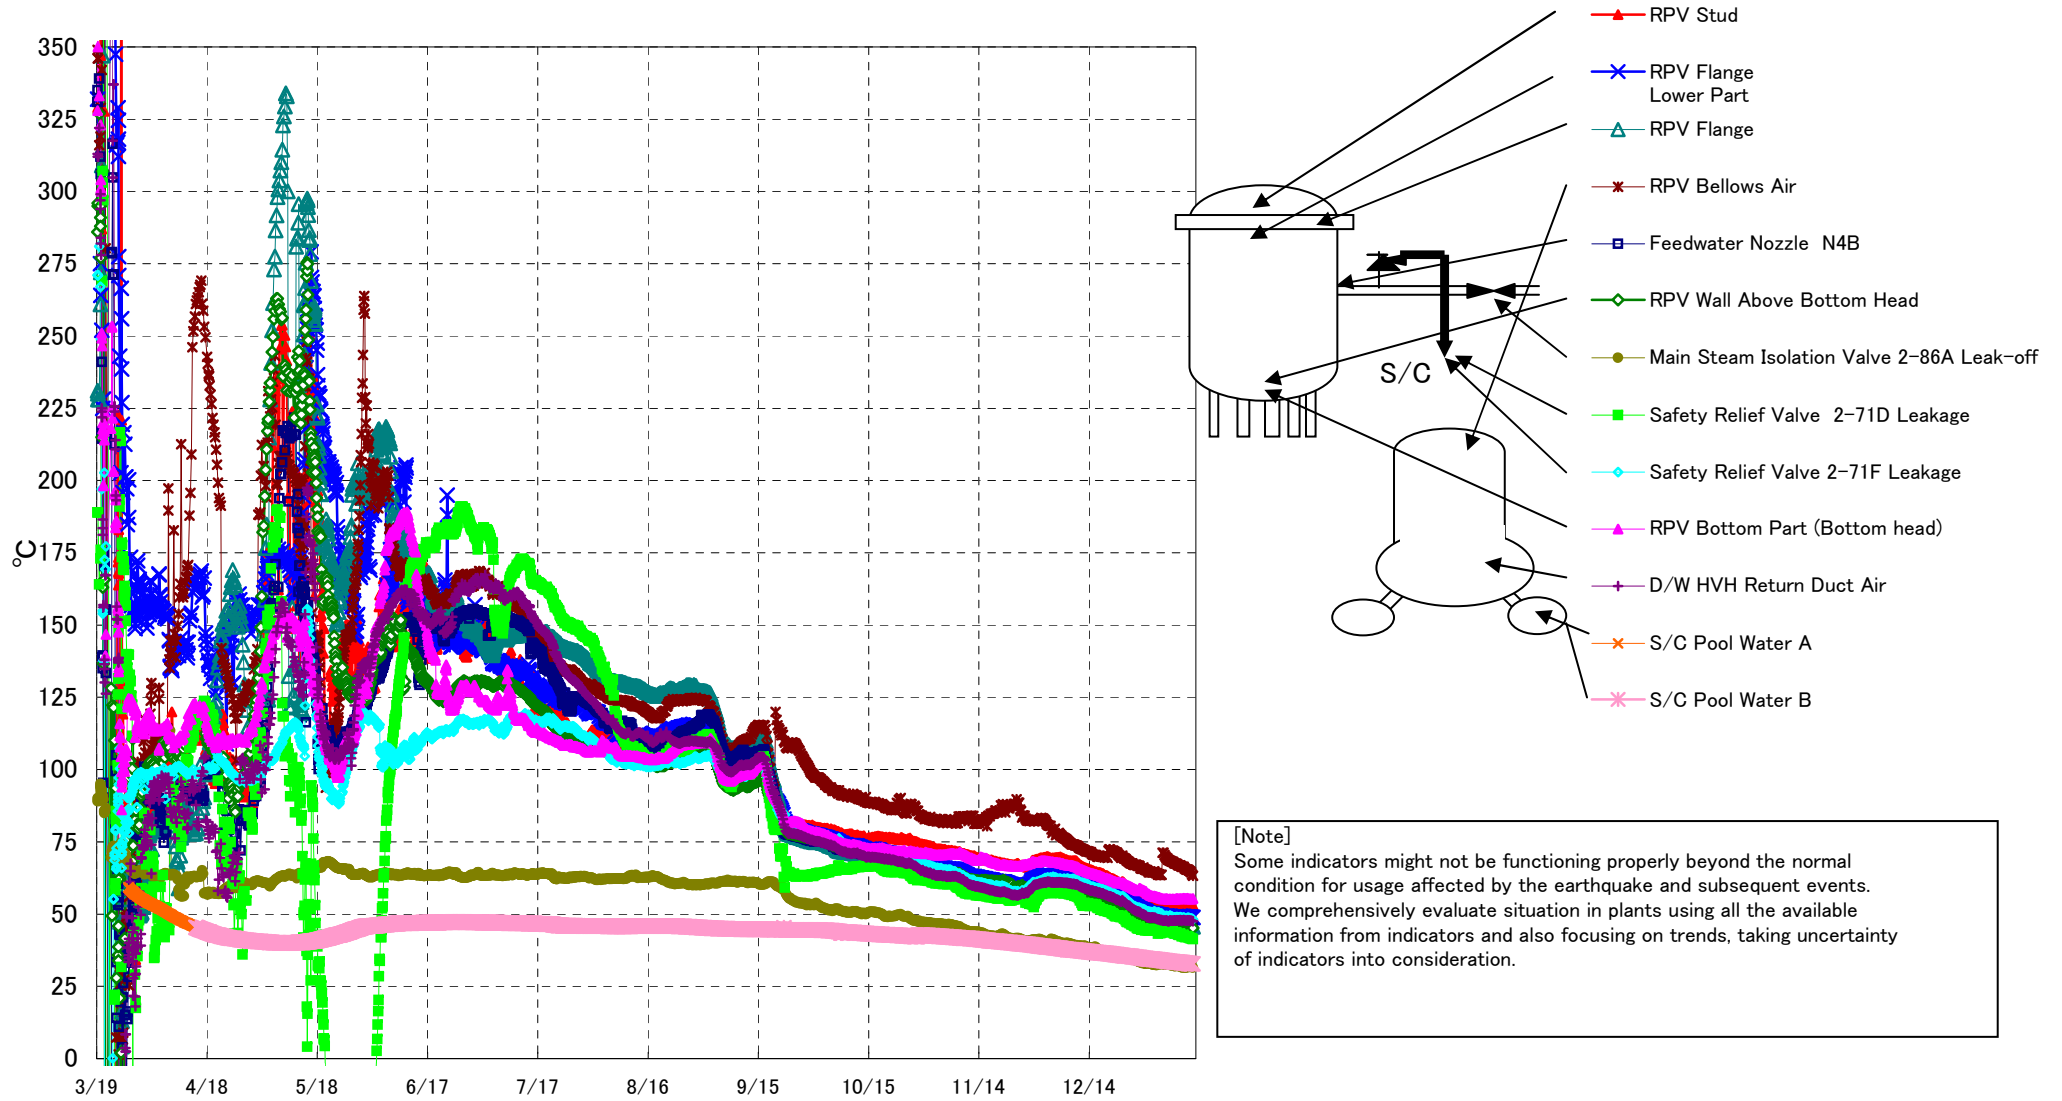 350
325
300
275
250
225
200
175
150
125
100
75
50
25
0
℃
3/19 4/18 5/18 6/17 7/17 8/16 9/15 10/15 11/14 12/14
RPV Stud
RPV Flange
Lower Part
RPV Flange
RPV Bellows Air
Feedwater Nozzle N4B
RPV Wall Above Bottom Head
Main Steam Isolation Valve 2-86A Leak-off
Safety Relief Valve 2-71D Leakage
Safety Relief Valve 2-71F Leakage
RPV Bottom Part (Bottom head)
D/W HVH Return Duct Air
S/C Pool Water A
S/C Pool Water B
S/C
[Note]
Some indicators might not be functioning properly beyond the normal
condition for usage affected by the earthquake and subsequent events.
We comprehensively evaluate situation in plants using all the available
information from indicators and also focusing on trends, taking uncertainty
of indicators into consideration.